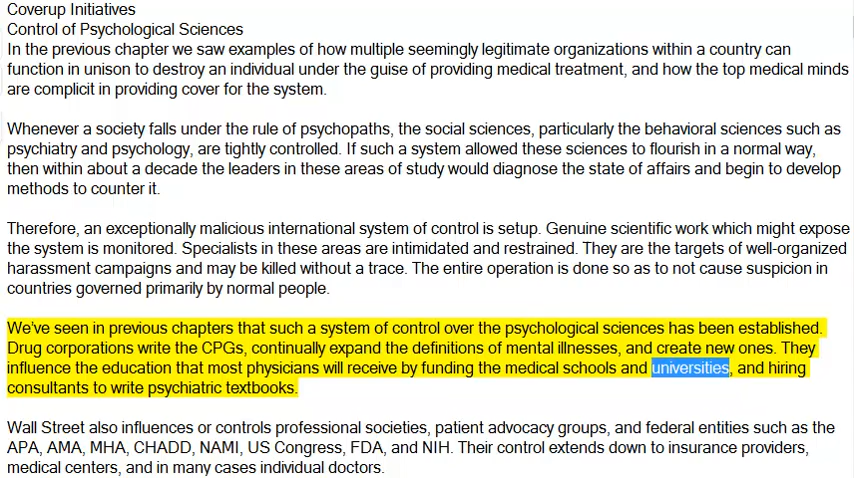 Coverup Initiatives
Control of Psychological Sciences
In the previous chapter we saw examples of how multiple seemingly legitimate organizations within a country can
function in unison to destroy an individual under the guise of providing medical treatment, and how the top medical minds
are complicit in providing cover for the system.
Whenever a society falls under the rule of psychopaths, the social sciences, particularly the behavioral sciences such as
psychiatry and psychology, are tightly controlled. If such a system allowed these sciences to flourish in a normal way,
then within about a decade the leaders in these areas of study would diagnose the state of affairs and begin to develop
methods to counter it.
Therefore, an exceptionally malicious international system of control is setup. Genuine scientific work which might expose
the system is monitored. Specialists in these areas are intimidated and restrained. They are the targets of well-organized
harassment campaigns and may be killed without a trace. The entire operation is done so as to not cause suspicion in
countries governed primarily by normal people.
We've seen in previous chapters that such a system of control over the psychological sciences has been established.
Drug corporations write the CPGs, continually expand the definitions of mental illnesses, and create new ones. They
influence the education that most physicians will receive by funding the medical schools and universities, and hiring
consultants to write psychiatric textbooks.
Wall Street also influences or controls professional societies, patient advocacy groups, and federal entities such as the
APA, AMA, MHA, CHADD, NAMI, US Congress, FDA, and NIH. Their control extends down to insurance providers,
medical centers, and in many cases individual doctors.